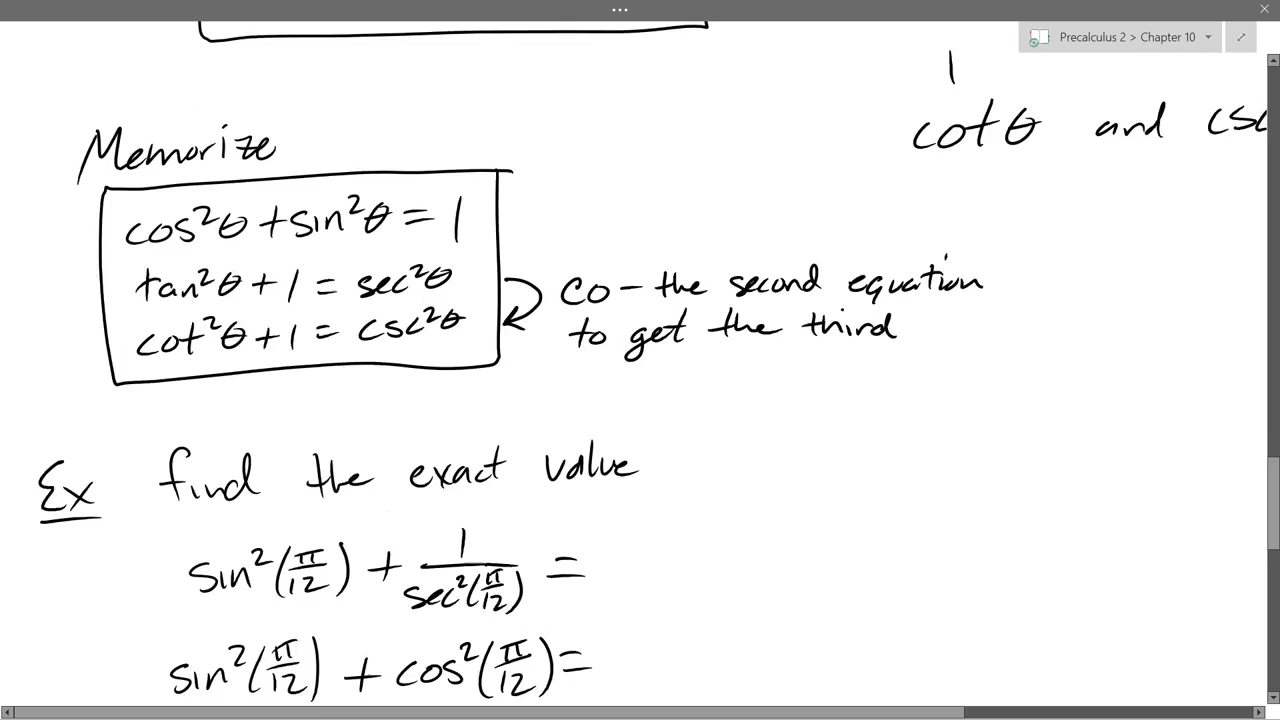 Precalculus 2 > Chapter 10
1
cot θ and csc
Memorize
cos²θ + sin²θ = 1
tan²θ + 1 = sec²θ
cot²θ + 1 = csc²θ
co - the second equation
to get the third
Ex find the exact value
sin²(π/12) + 1/sec²(π/12) =
sin²(π/12) + cos²(π/12) =